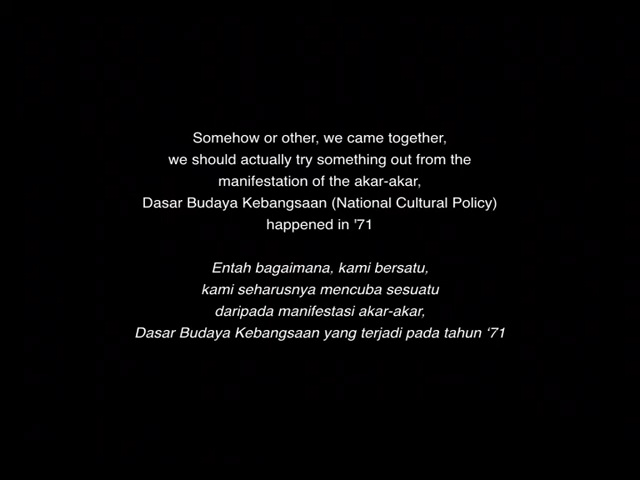 Somehow or other, we came together,
we should actually try something out from the
manifestation of the akar-akar,
Dasar Budaya Kebangsaan (National Cultural Policy)
happened in '71
Entah bagaimana, kami bersatu,
kami seharusnya mencuba sesuatu
daripada manifestasi akar-akar,
Dasar Budaya Kebangsaan yang terjadi pada tahun ‘71